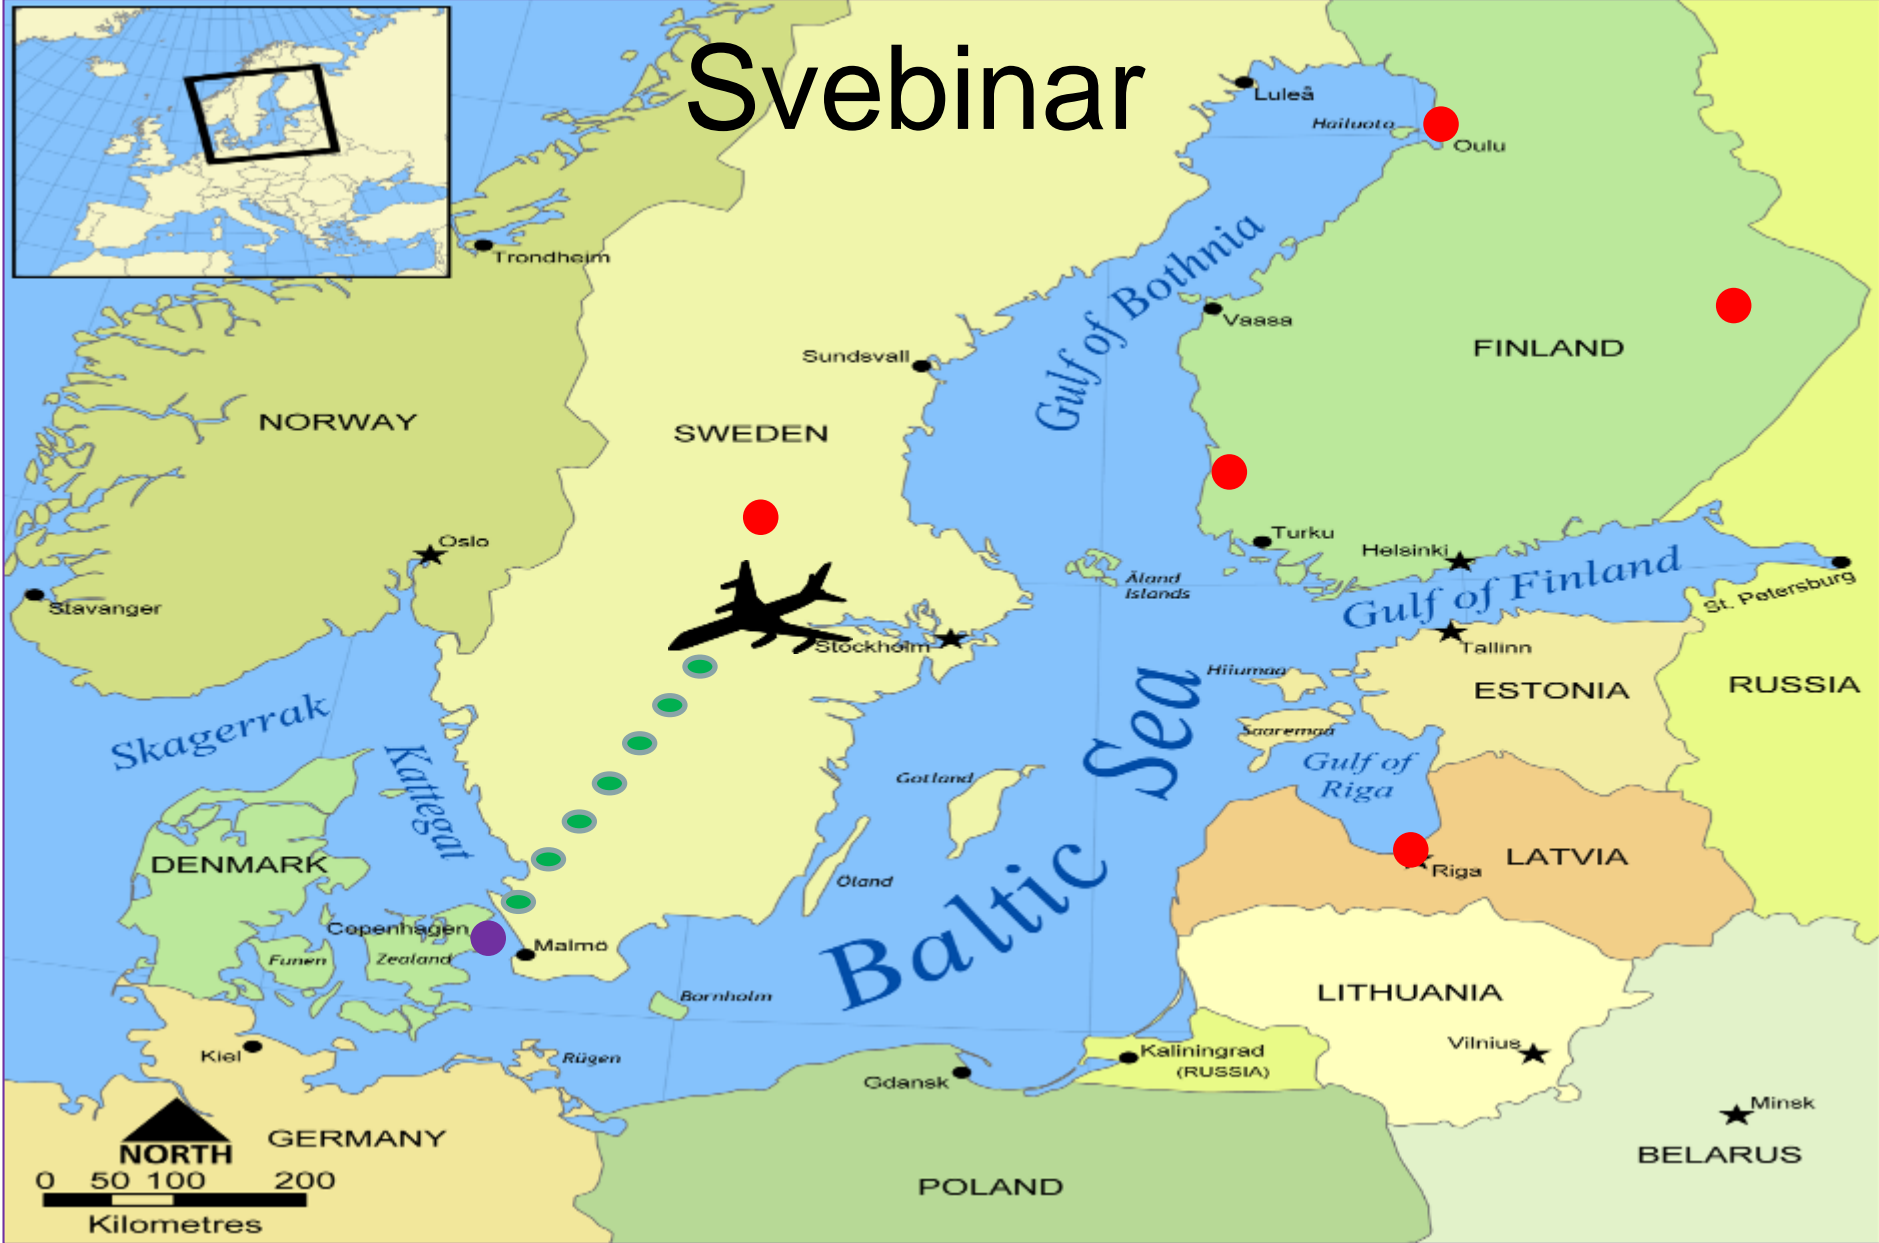 Svebinar
Luleå
Hailuoto
Oulu
Trondheim
Gulf of Bothnia
Vaasa
FINLAND
Sundsvall
NORWAY
SWEDEN
Oslo
Turku
Helsinki
Gulf of Finland
St. Petersburg
Åland
Islands
Stavanger
Stockholm
Tallinn
Hiiumaa
ESTONIA
RUSSIA
Skagerrak
Kattegat
Saaremaa
Gulf of
Riga
Gotland
Baltic Sea
DENMARK
LATVIA
Riga
Öland
Copenhagen
Malmö
Funen
Zealand
Bornholm
LITHUANIA
Kiel
Rügen
Vilnius
Kaliningrad
(RUSSIA)
Gdansk
Minsk
NORTH
GERMANY
BELARUS
POLAND
0 50 100 200
Kilometres